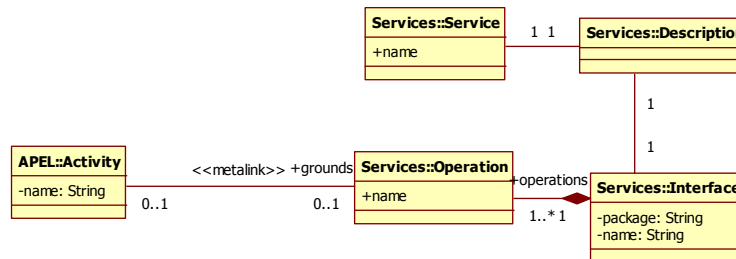 Services::Service
+name
1 1
Services::Description
1
1
APEL::Activity
-name: String
0..1
<<metalink>>
+grounds
0..1
Services::Operation
+name
+operations
1..* 1
Services::Interface
-package: String
-name: String